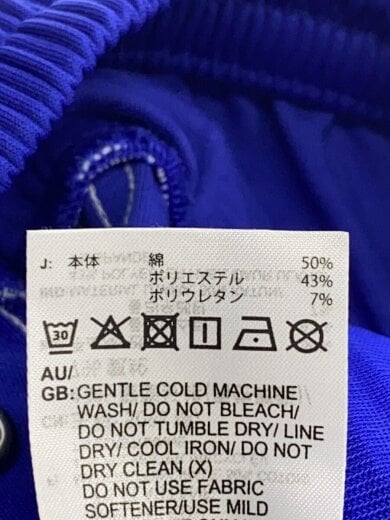 J: 本体 綿 50%
ポリエステル 43%
ポリウレタン 7%
30
AU/
GB: GENTLE COLD MACHINE
WASH/ DO NOT BLEACH/
DO NOT TUMBLE DRY/ LINE
DRY/ COOL IRON/ DO NOT
DRY CLEAN (X)
DO NOT USE FABRIC
SOFTENER/USE MILD